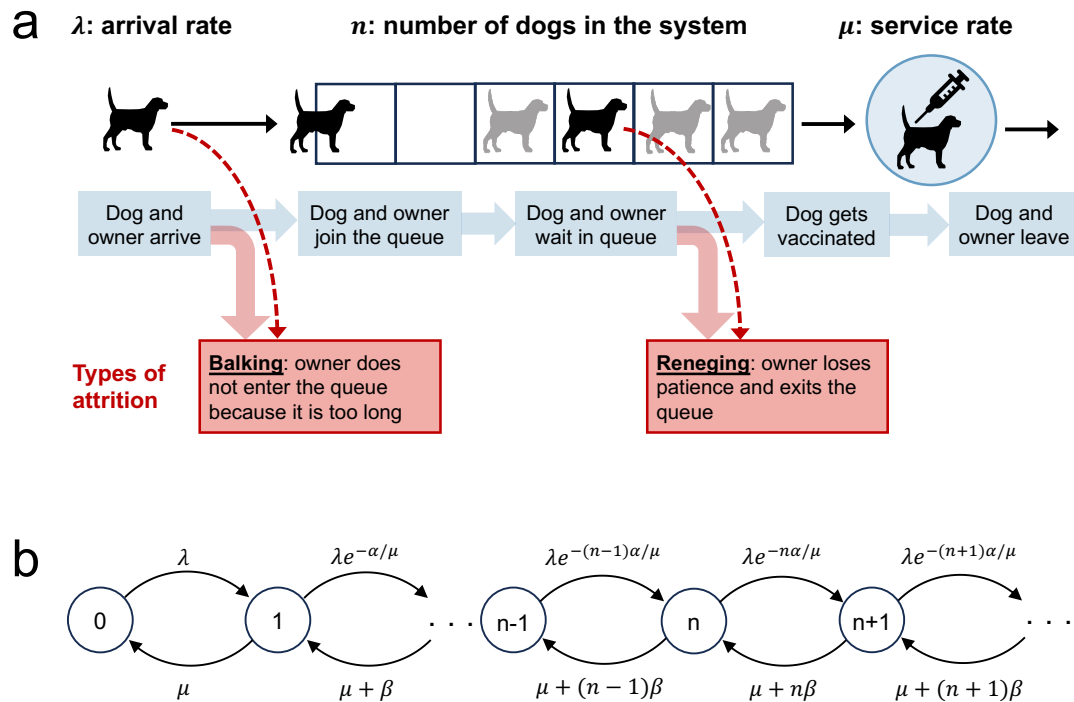 a
λ: arrival rate
n: number of dogs in the system
μ: service rate
Dog and
owner arrive
Dog and owner
join the queue
Dog and owner
wait in queue
Dog gets
vaccinated
Dog and
owner leave
Types of
attrition
Balking: owner does
not enter the queue
because it is too long
Reneging: owner loses
patience and exits the
queue
b
λ
λe^{-α/μ}
λe^{-(n-1)α/μ}
λe^{-nα/μ}
λe^{-(n+1)α/μ}
0
1
. . .
n-1
n
n+1
. . .
μ
μ + β
μ + (n − 1)β
μ + nβ
μ + (n + 1)β